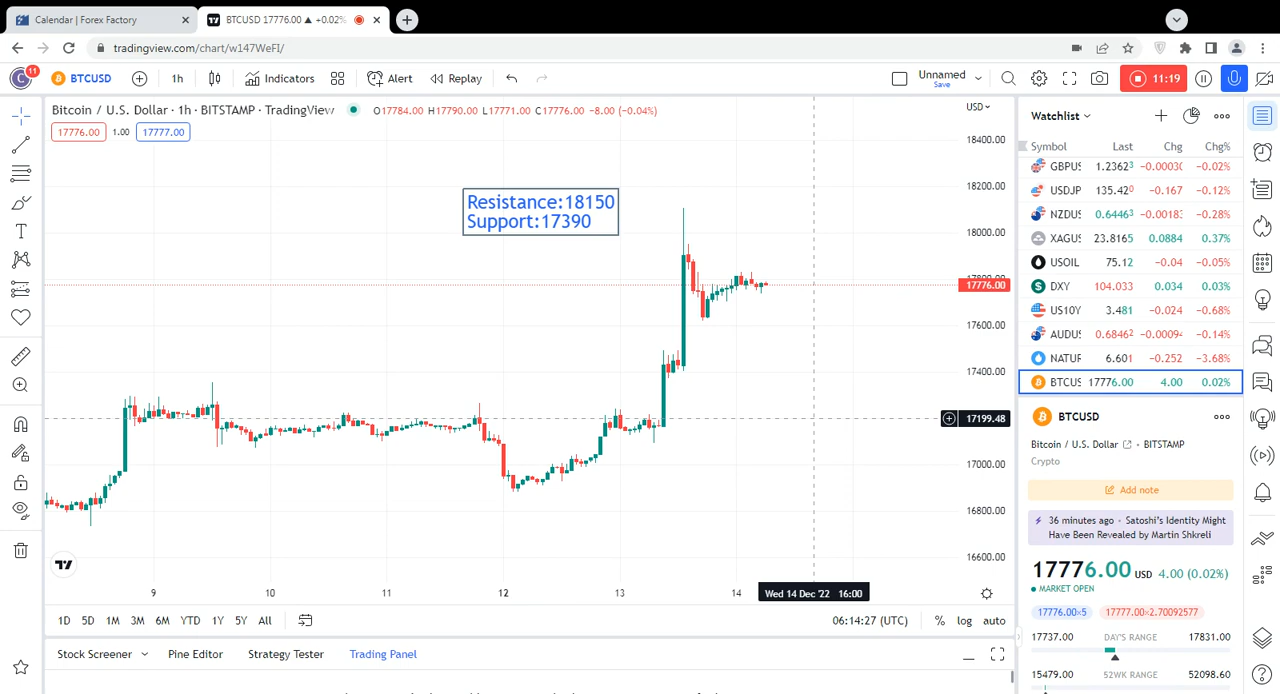 Calendar | Forex Factory
BTCUSD 17776.00 ▲ +0.02%
tradingview.com/chart/w147WeFI/
11
BTCUSD
1h
Indicators
Alert
Replay
Unnamed
Save
11:19
Bitcoin / U.S. Dollar · 1h · BITSTAMP · TradingView
O17784.00 H17790.00 L17771.00 C17776.00 −8.00 (−0.04%)
17776.00
1.00
17777.00
USD
Resistance:18150
Support:17390
18400.00
18200.00
18000.00
17776.00
17600.00
17400.00
17199.48
17000.00
16800.00
16600.00
9 10 11 12 13 14
Wed 14 Dec '22 16:00
1D 5D 1M 3M 6M YTD 1Y 5Y All
06:14:27 (UTC)
% log auto
Stock Screener
Pine Editor
Strategy Tester
Trading Panel
Watchlist
Symbol Last Chg Chg%
GBPUS 1.2362³ −0.0003 −0.02%
USDJP 135.42⁰ −0.167 −0.12%
NZDUS 0.6446³ −0.0018 −0.28%
XAGUS 23.8165 0.0884 0.37%
USOIL 75.12 −0.04 −0.05%
DXY 104.033 0.034 0.03%
US10Y 3.481 −0.024 −0.68%
AUDUS 0.6846² −0.0009 −0.14%
NATUR 6.601 −0.252 −3.68%
BTCUS 17776.00 4.00 0.02%
BTCUSD
Bitcoin / U.S. Dollar · BITSTAMP
Crypto
Add note
36 minutes ago · Satoshi's Identity Might
Have Been Revealed by Martin Shkreli
17776.00 USD 4.00 (0.02%)
MARKET OPEN
17776.00×5
17777.00×2.70092577
17737.00 DAY'S RANGE 17831.00
15479.00 52WK RANGE 52098.60